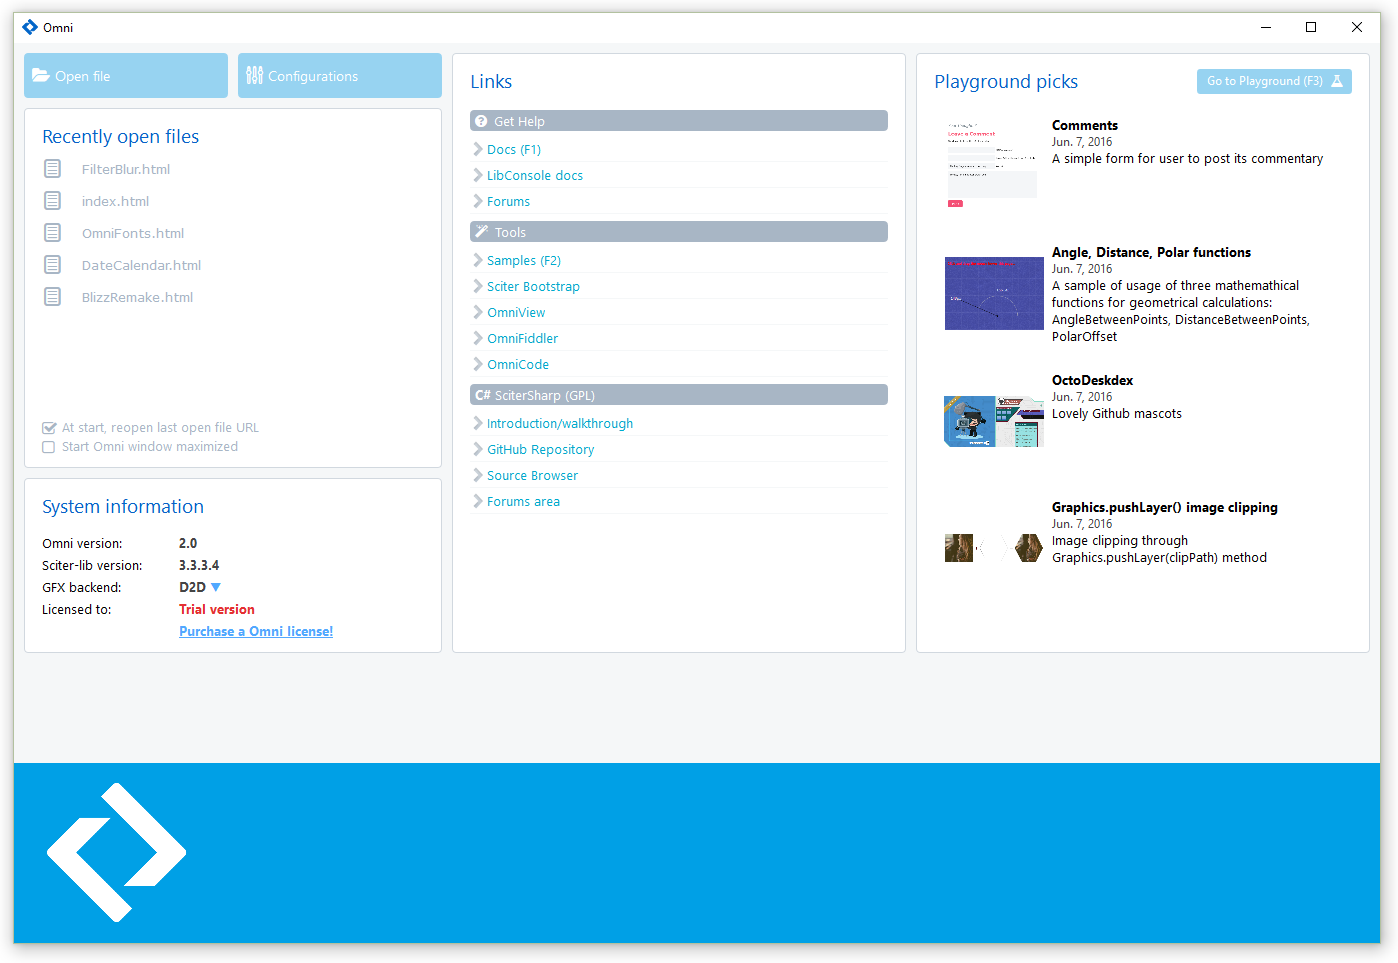 Omni
Open file
Configurations
Recently open files
FilterBlur.html
index.html
OmniFonts.html
DateCalendar.html
BlizzRemake.html
At start, reopen last open file URL
Start Omni window maximized
System information
Omni version: 2.0
Sciter-lib version: 3.3.3.4
GFX backend: D2D
Licensed to: Trial version
Purchase a Omni license!
Links
Get Help
Docs (F1)
LibConsole docs
Forums
Tools
Samples (F2)
Sciter Bootstrap
OmniView
OmniFiddler
OmniCode
C# SciterSharp (GPL)
Introduction/walkthrough
GitHub Repository
Source Browser
Forums area
Playground picks
Go to Playground (F3)
Leave a Comment
Comments
Jun. 7, 2016
A simple form for user to post its commentary
Angle, Distance, Polar functions
Jun. 7, 2016
A sample of usage of three mathemathical
functions for geometrical calculations:
AngleBetweenPoints, DistanceBetweenPoints,
PolarOffset
OctoDeskdex
Jun. 7, 2016
Lovely Github mascots
Graphics.pushLayer() image clipping
Jun. 7, 2016
Image clipping through
Graphics.pushLayer(clipPath) method